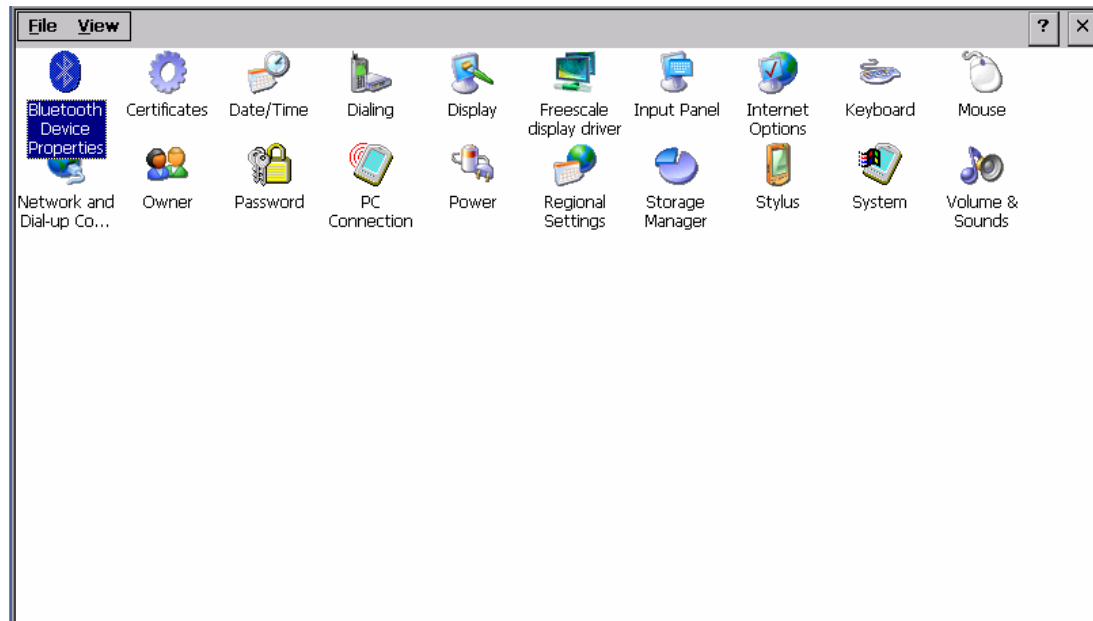 File View ? ×
Bluetooth Certificates Date/Time Dialing Display Freescale Input Panel Internet Keyboard Mouse
Device display driver Options
Properties
Network and Owner Password PC Power Regional Storage Stylus System Volume &
Dial-up Co... Connection Settings Manager Sounds